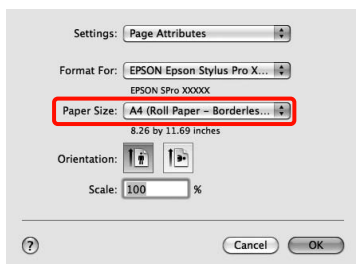 Settings: Page Attributes
Format For: EPSON Epson Stylus Pro X...
EPSON SPro XXXXX
Paper Size: A4 (Roll Paper – Borderles...
8.26 by 11.69 inches
Orientation:
Scale: 100 %
? Cancel OK